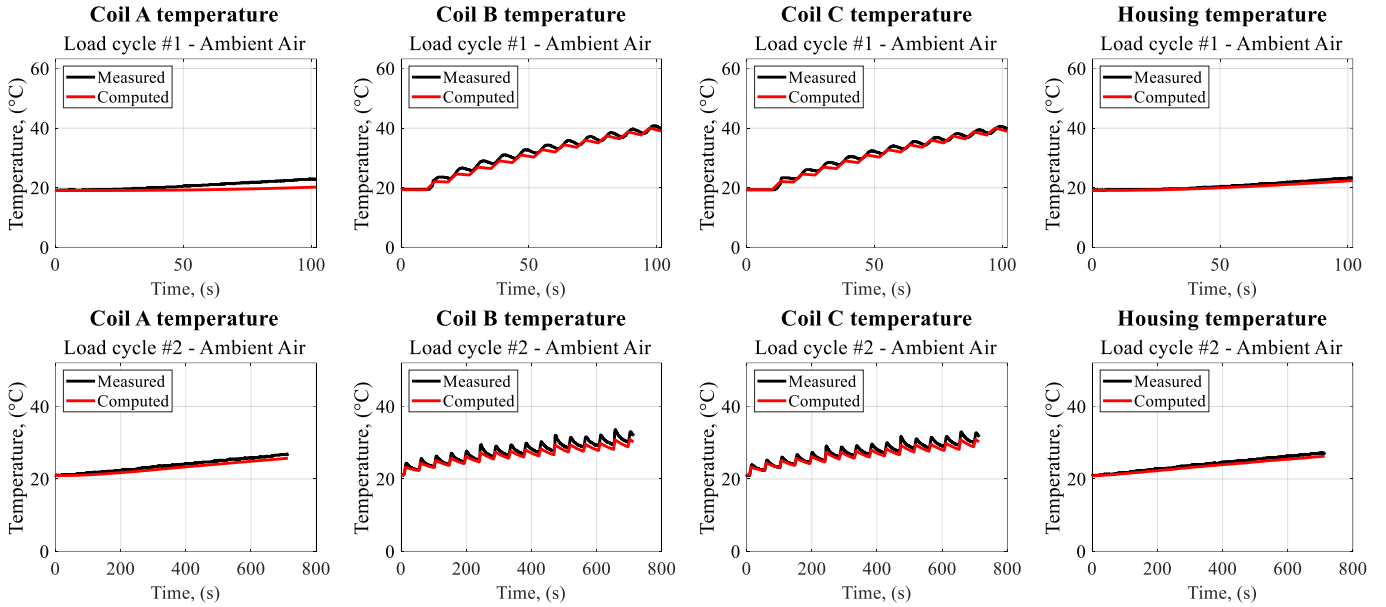 Coil A temperature
Load cycle #1 - Ambient Air
Temperature, (°C)
60
40
20
0
Measured
Computed
0
50
100
Time, (s)
Coil B temperature
Load cycle #1 - Ambient Air
Temperature, (°C)
60
40
20
0
Measured
Computed
0
50
100
Time, (s)
Coil C temperature
Load cycle #1 - Ambient Air
Temperature, (°C)
60
40
20
0
Measured
Computed
0
50
100
Time, (s)
Housing temperature
Load cycle #1 - Ambient Air
Temperature, (°C)
60
40
20
0
Measured
Computed
0
50
100
Time, (s)
Coil A temperature
Load cycle #2 - Ambient Air
Temperature, (°C)
40
20
0
Measured
Computed
0
200
400
600
800
Time, (s)
Coil B temperature
Load cycle #2 - Ambient Air
Temperature, (°C)
40
20
0
Measured
Computed
0
200
400
600
800
Time, (s)
Coil C temperature
Load cycle #2 - Ambient Air
Temperature, (°C)
40
20
0
Measured
Computed
0
200
400
600
800
Time, (s)
Housing temperature
Load cycle #2 - Ambient Air
Temperature, (°C)
40
20
0
Measured
Computed
0
200
400
600
800
Time, (s)